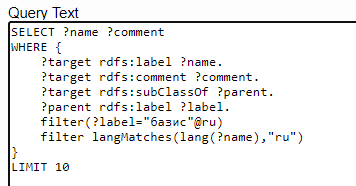 Query Text
SELECT ?name ?comment
WHERE {
    ?target rdfs:label ?name.
    ?target rdfs:comment ?comment.
    ?target rdfs:subClassOf ?parent.
    ?parent rdfs:label ?label.
    filter(?label="базис"@ru)
    filter langMatches(lang(?name),"ru")
}
LIMIT 10